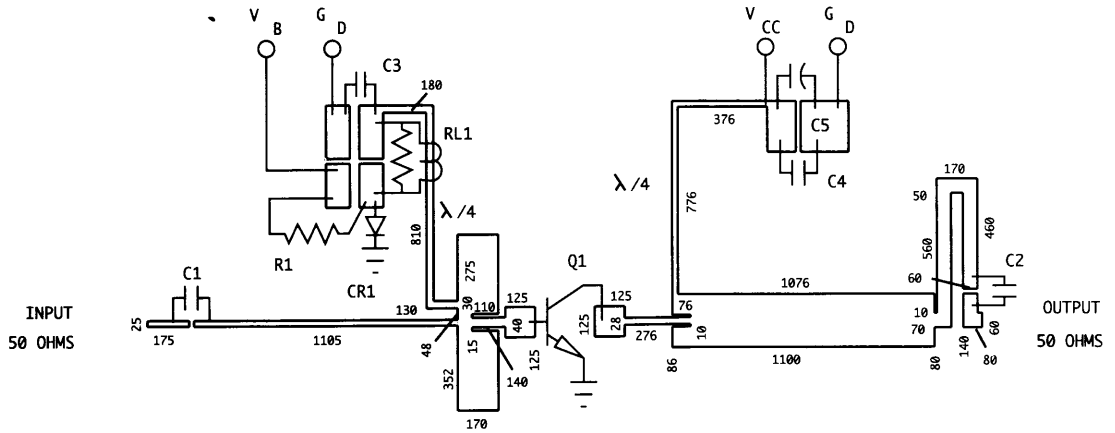 V
B
G
D
C3
180
RL1
λ/4
810
R1
CR1
C1
INPUT
50 OHMS
25
175
1105
130
48
275
30
110
125
40
15
125
140
352
170
Q1
125
125
28
276
V
CC
G
D
376
C5
C4
λ/4
776
76
10
86
1076
1100
170
50
560
460
60
C2
10
70
80
140
60
80
OUTPUT
50 OHMS